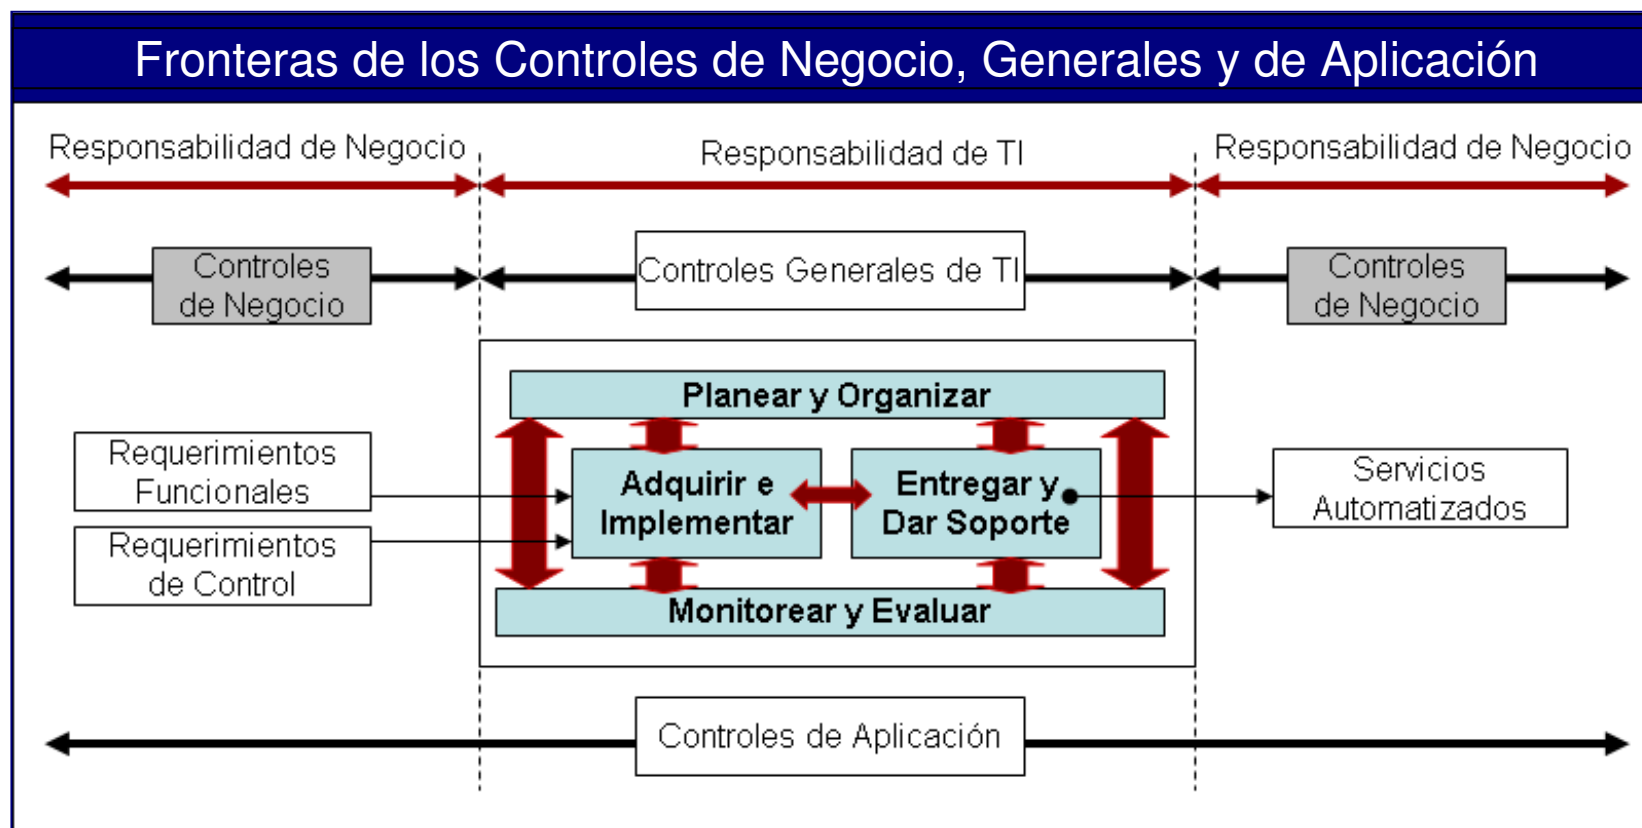 Fronteras de los Controles de Negocio, Generales y de Aplicación
Responsabilidad de Negocio
Responsabilidad de TI
Responsabilidad de Negocio
Controles
de Negocio
Controles Generales de TI
Controles
de Negocio
Planear y Organizar
Requerimientos
Funcionales
Requerimientos
de Control
Adquirir e
Implementar
Entregar y
Dar Soporte
Servicios
Automatizados
Monitorear y Evaluar
Controles de Aplicación